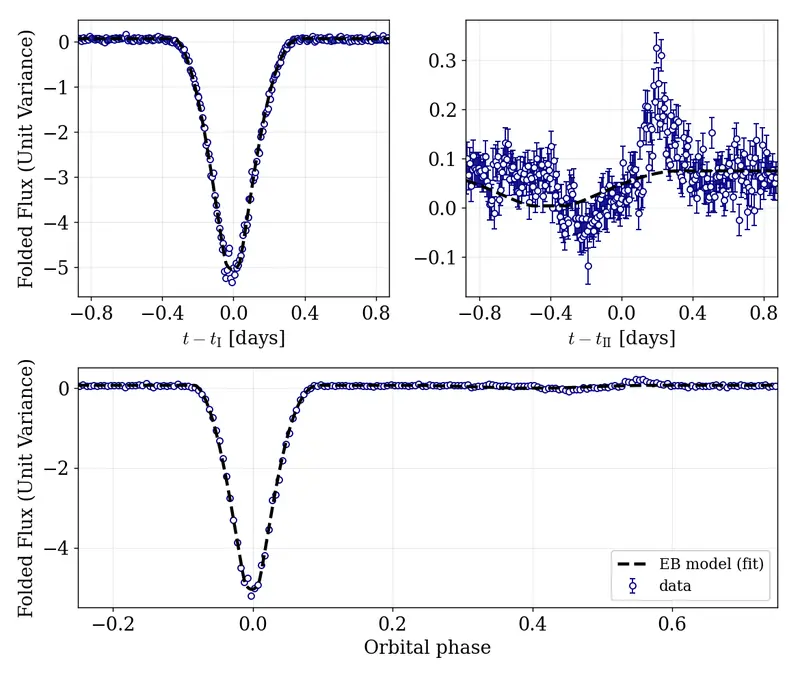 Folded Flux (Unit Variance)
0
−1
−2
−3
−4
−5
−0.8 −0.4 0.0 0.4 0.8
t − tI [days]
0.3
0.2
0.1
0.0
−0.1
−0.8 −0.4 0.0 0.4 0.8
t − tII [days]
Folded Flux (Unit Variance)
0
−2
−4
−0.2 0.0 0.2 0.4 0.6
Orbital phase
EB model (fit)
data